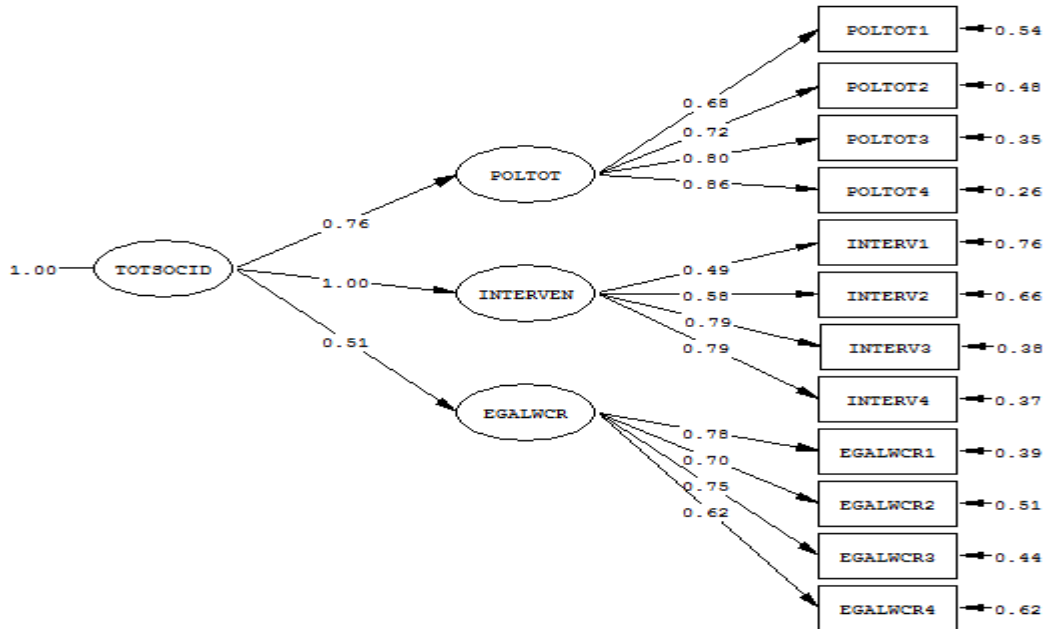 POLTOT1 0.54
POLTOT2 0.48
0.68
0.72
POLTOT3 0.35
0.80
POLTOT
0.86
POLTOT4 0.26
0.76
INTERV1 0.76
1.00 TOTSOCID
0.49
1.00
INTERVEN
0.58
INTERV2 0.66
0.79
0.51
0.79
INTERV3 0.38
INTERV4 0.37
EGALWCR
0.78
EGALWCR1 0.39
0.70
0.75
EGALWCR2 0.51
0.62
EGALWCR3 0.44
EGALWCR4 0.62